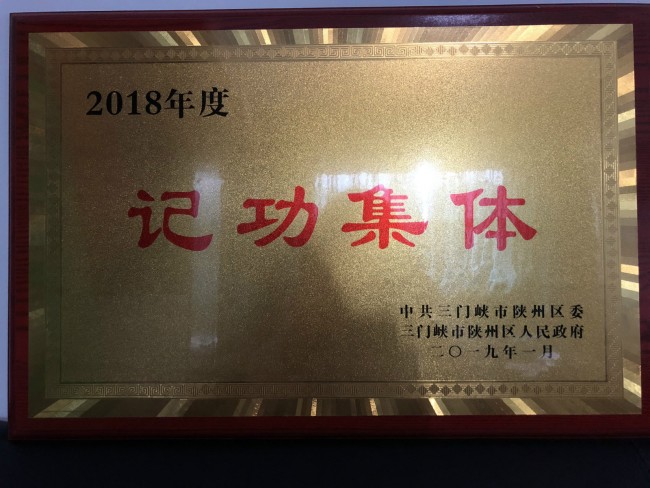 2018年度
记功集体
中共三门峡市陕州区委
三门峡市陕州区人民政府
二〇一九年一月